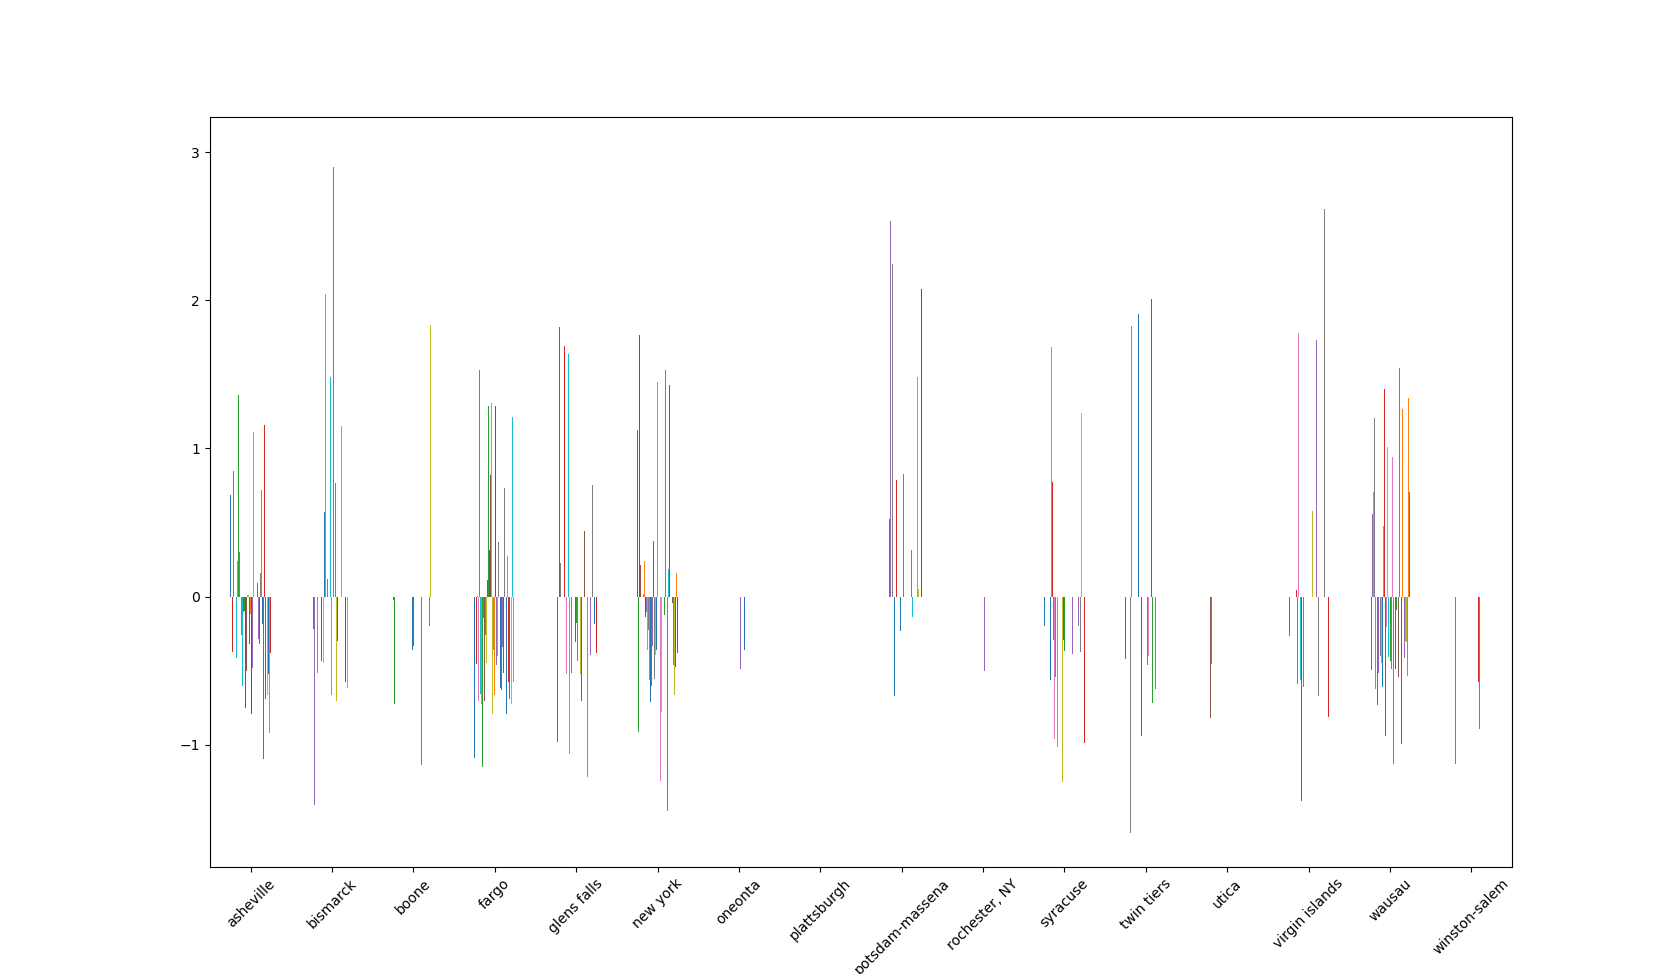 3
2
1
0
−1
asheville
bismarck
boone
fargo
glens falls
new york
oneonta
plattsburgh
potsdam-massena
rochester, NY
syracuse
twin tiers
utica
virgin islands
wausau
winston-salem